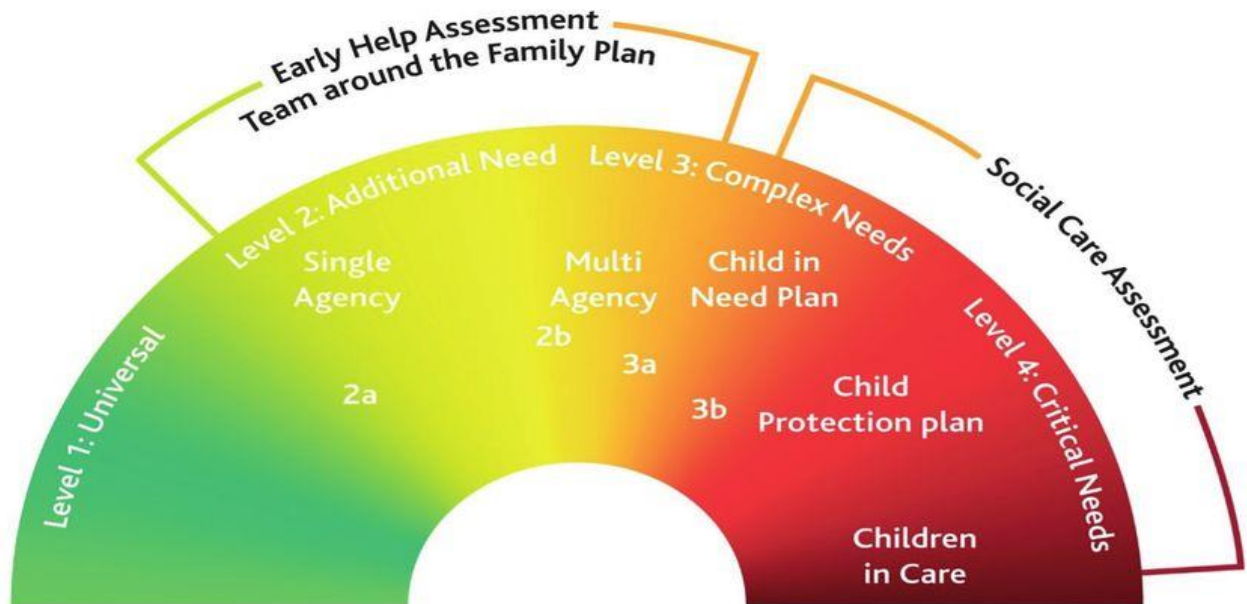 Early Help Assessment
Team around the Family Plan
Social Care Assessment
Level 1: Universal
Level 2: Additional Need
Level 3: Complex Needs
Level 4: Critical Needs
Single
Agency
2a
Multi
Agency
2b
3a
Child in
Need Plan
3b
Child
Protection plan
Children
in Care